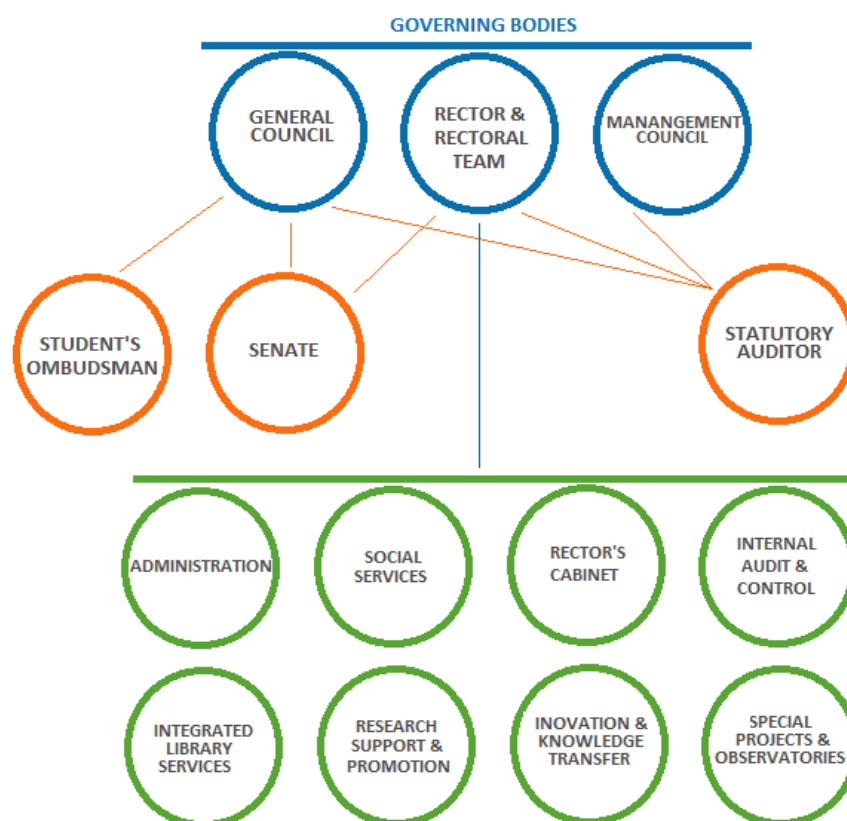 GOVERNING BODIES
GENERAL
COUNCIL
RECTOR &
RECTORAL
TEAM
MANANGEMENT
COUNCIL
STUDENT'S
OMBUDSMAN
SENATE
STATUTORY
AUDITOR
ADMINISTRATION
SOCIAL
SERVICES
RECTOR'S
CABINET
INTERNAL
AUDIT &
CONTROL
INTEGRATED
LIBRARY
SERVICES
RESEARCH
SUPPORT &
PROMOTION
INOVATION &
KNOWLEDGE
TRANSFER
SPECIAL
PROJECTS &
OBSERVATORIES